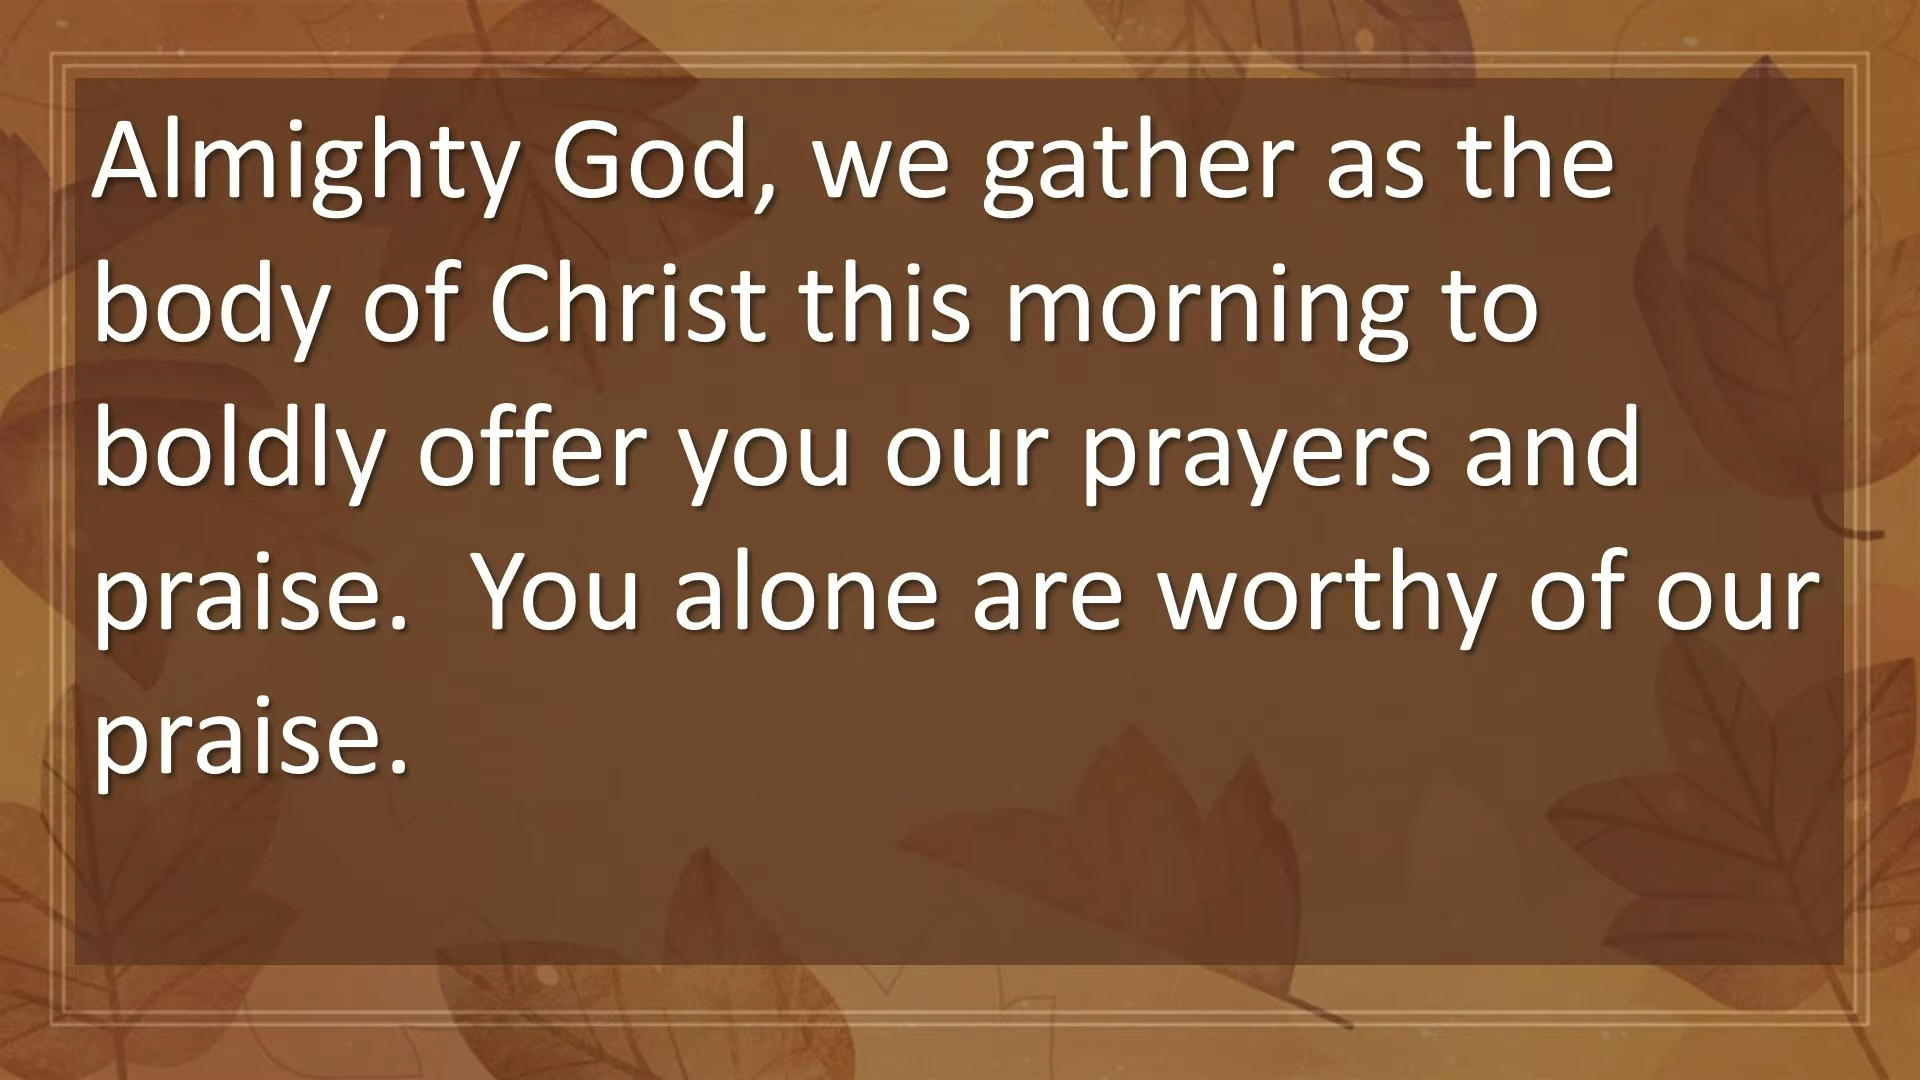 Almighty God, we gather as the
body of Christ this morning to
boldly offer you our prayers and
praise.  You alone are worthy of our
praise.